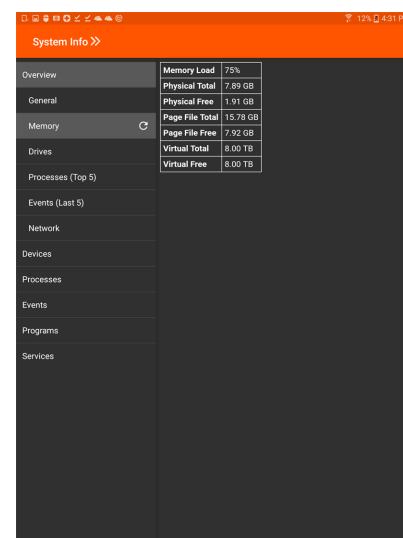 12% 4:31 P
System Info
Overview
General
Memory
Drives
Processes (Top 5)
Events (Last 5)
Network
Devices
Processes
Events
Programs
Services
Memory Load 75%
Physical Total 7.89 GB
Physical Free 1.91 GB
Page File Total 15.78 GB
Page File Free 7.92 GB
Virtual Total 8.00 TB
Virtual Free 8.00 TB